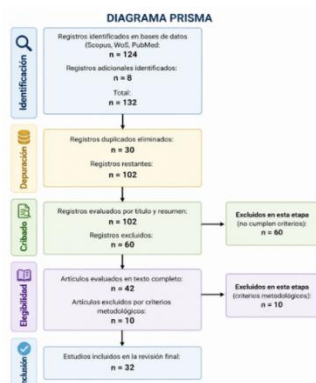 DIAGRAMA PRISMA
Identificación
Registros identificados en bases de datos
(Scopus, WoS, PubMed:
n = 124
Registros adicionales identificados:
n = 8
Total:
n = 132
Depuración
Registros duplicados eliminados:
n = 30
Registros restantes:
n = 102
Cribado
Registros evaluados por título y resumen:
n = 102
Registros excluidos:
n = 60
Excluidos en esta etapa
(no cumplen criterios):
n = 60
Elegibilidad
Artículos evaluados en texto completo:
n = 42
Artículos excluidos por criterios
metodológicos:
n = 10
Excluidos en esta etapa
(criterios metodológicos):
n = 10
nclusión
Estudios incluidos en la revisión final:
n = 32